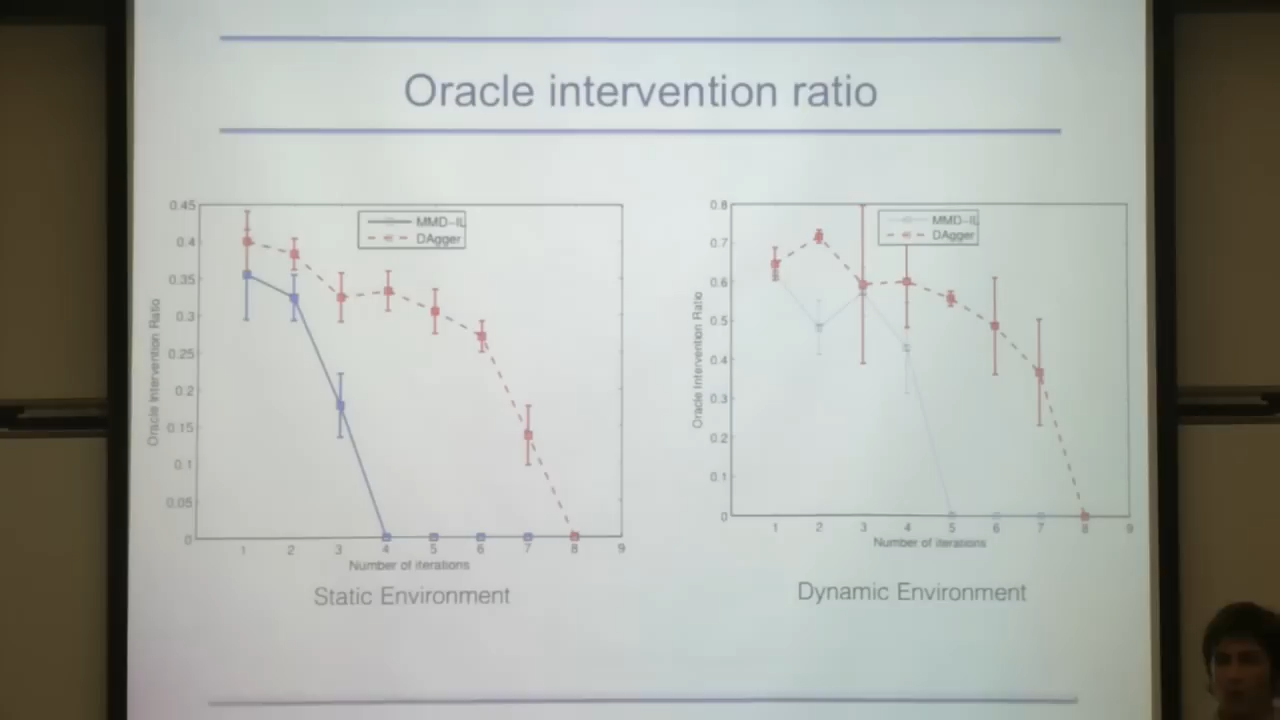 Oracle intervention ratio
0.45
0.4
0.35
0.3
0.25
0.2
0.15
0.1
0.05
0
Oracle Intervention Ratio
MMD-IL
DAgger
1 2 3 4 5 6 7 8 9
Number of iterations
Static Environment
0.8
0.7
0.6
0.5
0.4
0.3
0.2
0.1
0
Oracle Intervention Ratio
MMD-IL
DAgger
1 2 3 4 5 6 7 8 9
Number of iterations
Dynamic Environment